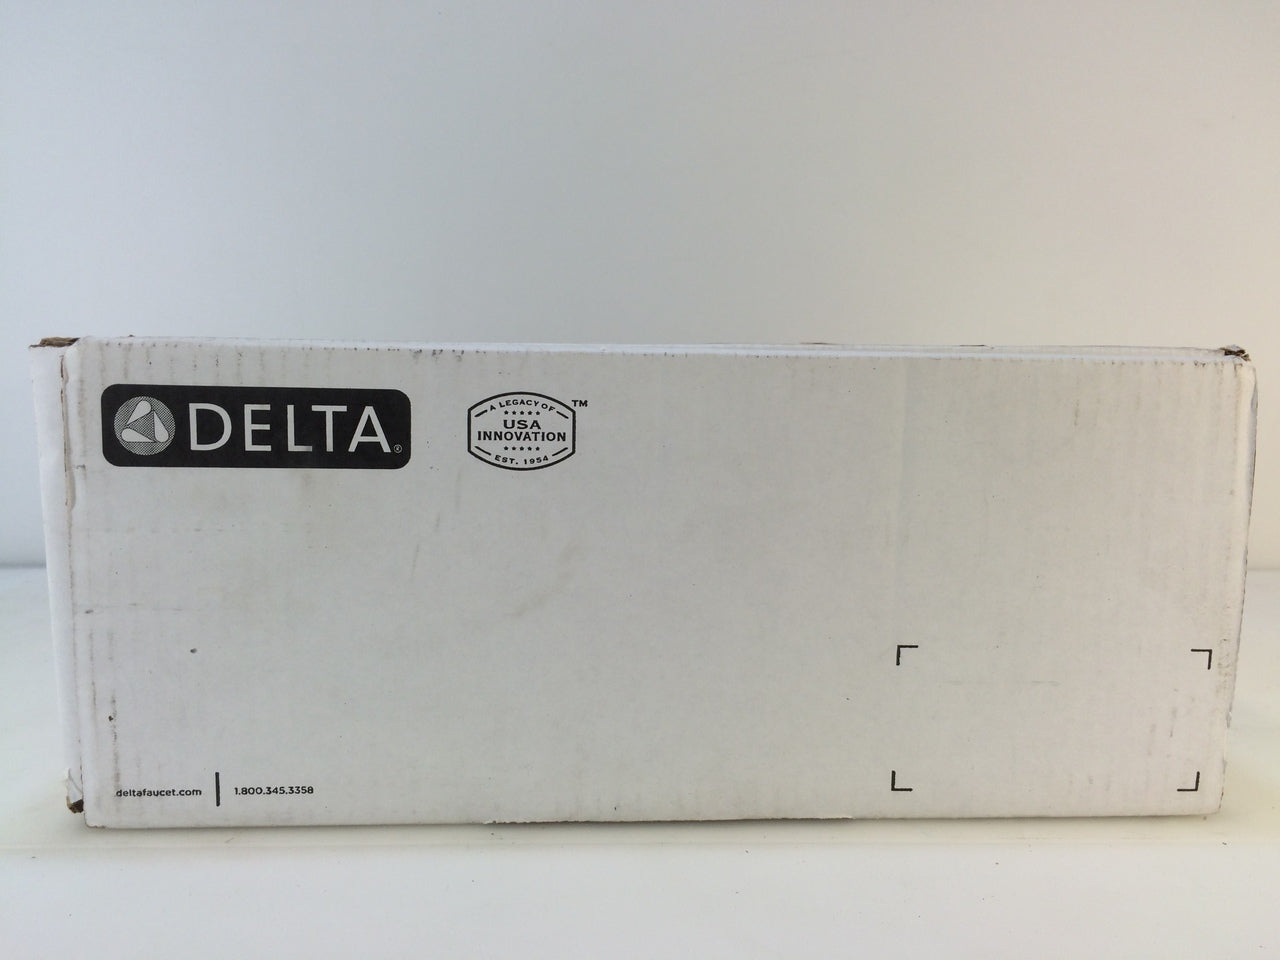 DELTA®
A LEGACY OF
USA
INNOVATION
EST. 1954
™
deltafaucet.com | 1.800.345.3358